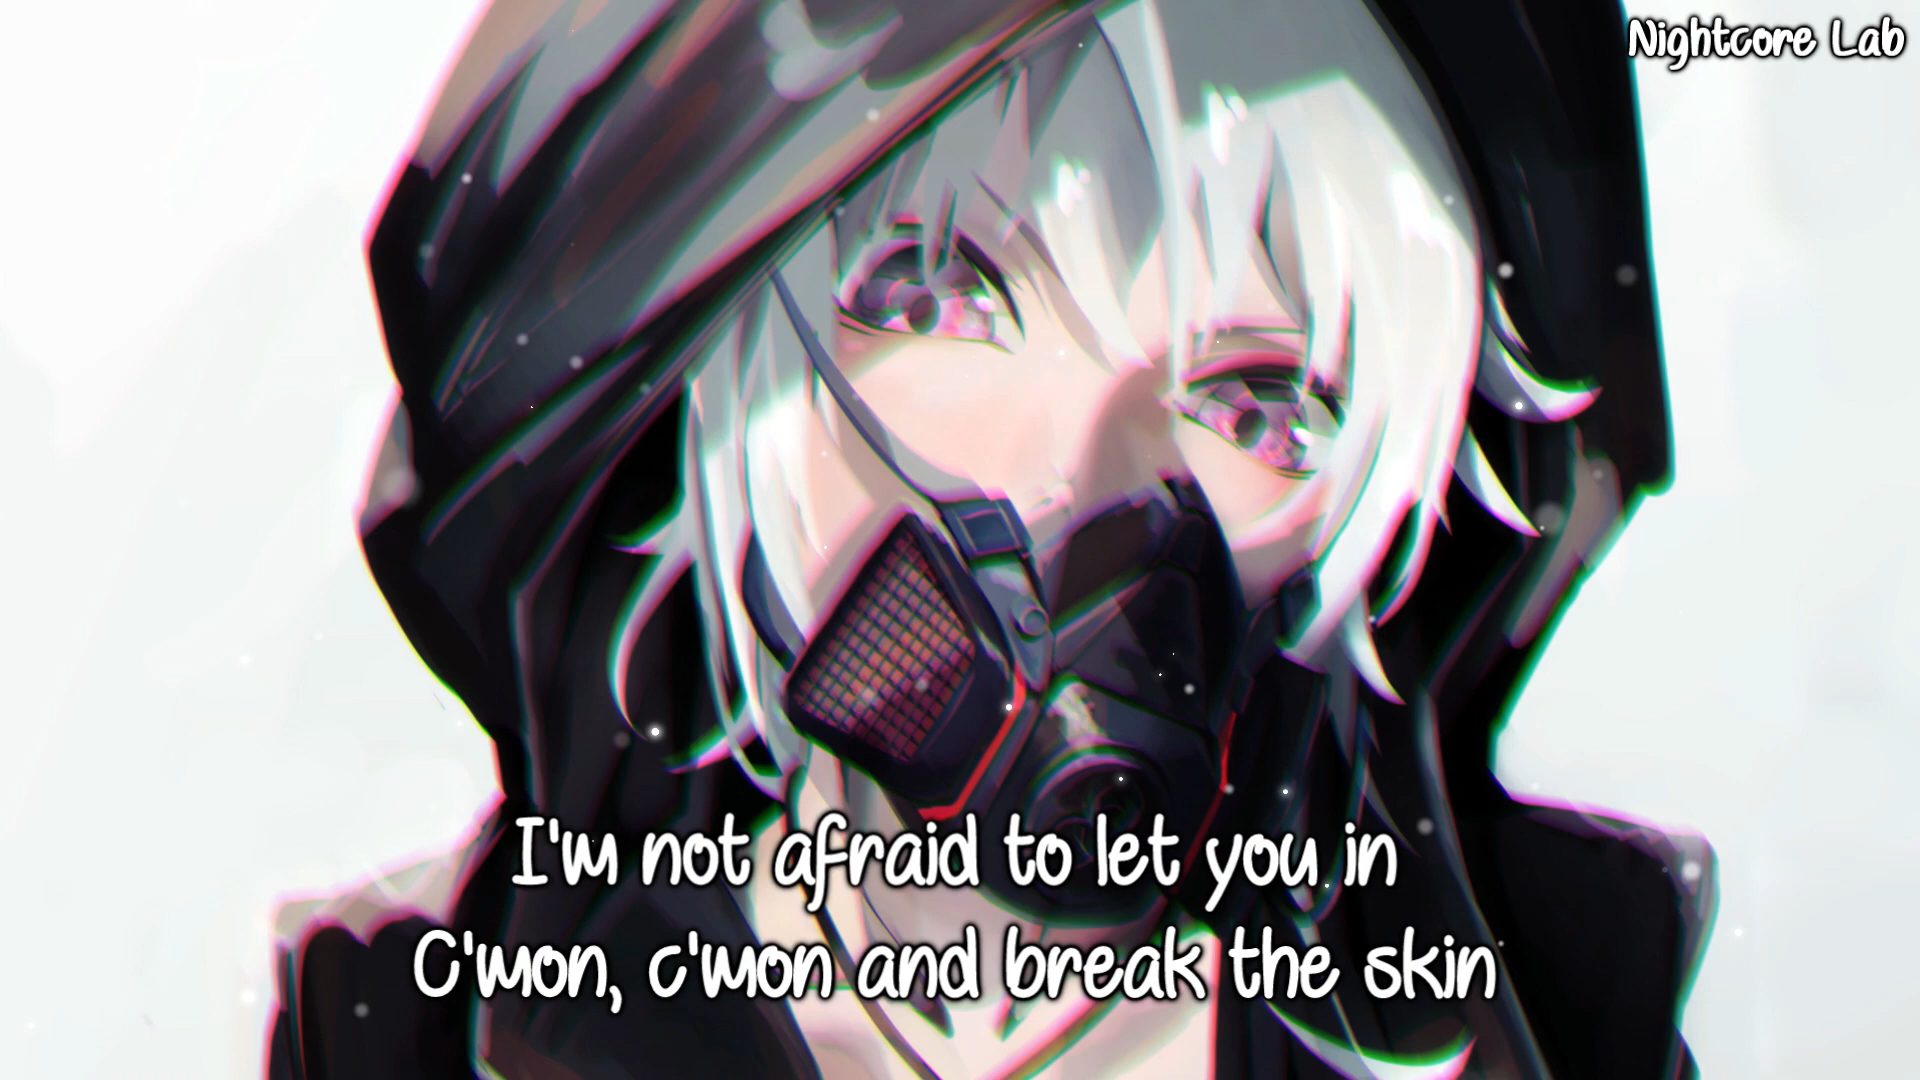 Nightcore Lab
I'm not afraid to let you in
C'mon, c'mon and break the skin